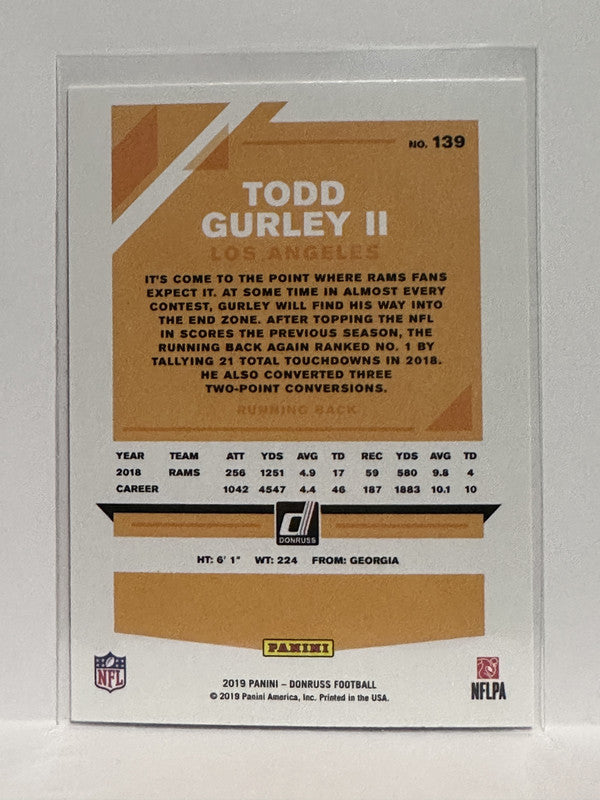 NO. 139
TODD
GURLEY II
LOS ANGELES
IT'S COME TO THE POINT WHERE RAMS FANS
EXPECT IT. AT SOME TIME IN ALMOST EVERY
CONTEST, GURLEY WILL FIND HIS WAY INTO
THE END ZONE. AFTER TOPPING THE NFL
IN SCORES THE PREVIOUS SEASON, THE
RUNNING BACK AGAIN RANKED NO. 1 BY
TALLYING 21 TOTAL TOUCHDOWNS IN 2018.
HE ALSO CONVERTED THREE
TWO-POINT CONVERSIONS.
RUNNING BACK
YEAR TEAM ATT YDS AVG TD REC YDS AVG TD
2018 RAMS 256 1251 4.9 17 59 580 9.8 4
CAREER 1042 4547 4.4 46 187 1883 10.1 10
DONRUSS
HT: 6' 1" WT: 224 FROM: GEORGIA
PANINI
NFL
2019 PANINI – DONRUSS FOOTBALL
© 2019 Panini America, Inc. Printed in the USA.
NFLPA